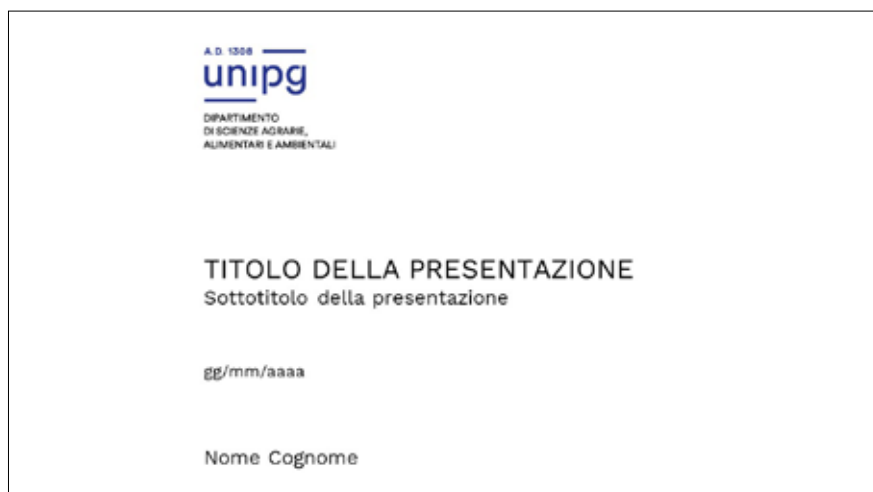 A.D. 1308
unipg
DIPARTIMENTO
DI SCIENZE AGRARIE,
ALIMENTARI E AMBIENTALI
TITOLO DELLA PRESENTAZIONE
Sottotitolo della presentazione
gg/mm/aaaa
Nome Cognome